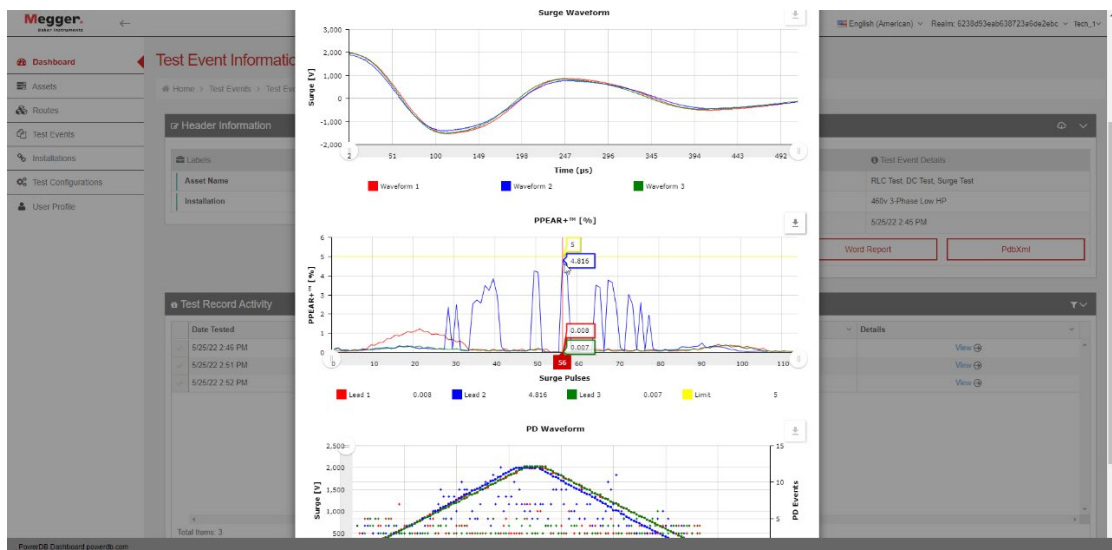 Megger.
Baker Instruments
←
English (American)
Realm: 6238d93eab638723a6de2ebc
Tech_1
Dashboard
Assets
Routes
Test Events
Installations
Test Configurations
User Profile
Test Event Informatio
Home > Test Events > Test Eve
Header Information
Labels
Asset Name
Installation
Test Event Details
RLC Test, DC Test, Surge Test
460v 3-Phase Low HP
5/25/22 2:45 PM
Word Report
PdbXml
Test Record Activity
Date Tested
Details
5/25/22 2:46 PM
View
5/25/22 2:51 PM
View
5/25/22 2:52 PM
View
Total Items: 3
PowerDB Dashboard powerdb.com
Surge Waveform
Surge [V]
3,000
2,000
1,000
0
-1,000
-2,000
2 51 100 149 198 247 296 345 394 443 492
Time (µs)
Waveform 1 Waveform 2 Waveform 3
PPEAR+™ [%]
PPEAR+™ [%]
6
5
4
3
2
1
0
5
4.816
0.008
0.007
0 10 20 30 40 50 56 60 70 80 90 100 110
Surge Pulses
Lead 1 0.008 Lead 2 4.816 Lead 3 0.007 Limit 5
PD Waveform
Surge [V]
2,500
2,000
1,500
1,000
500
15
10
5
PD Events